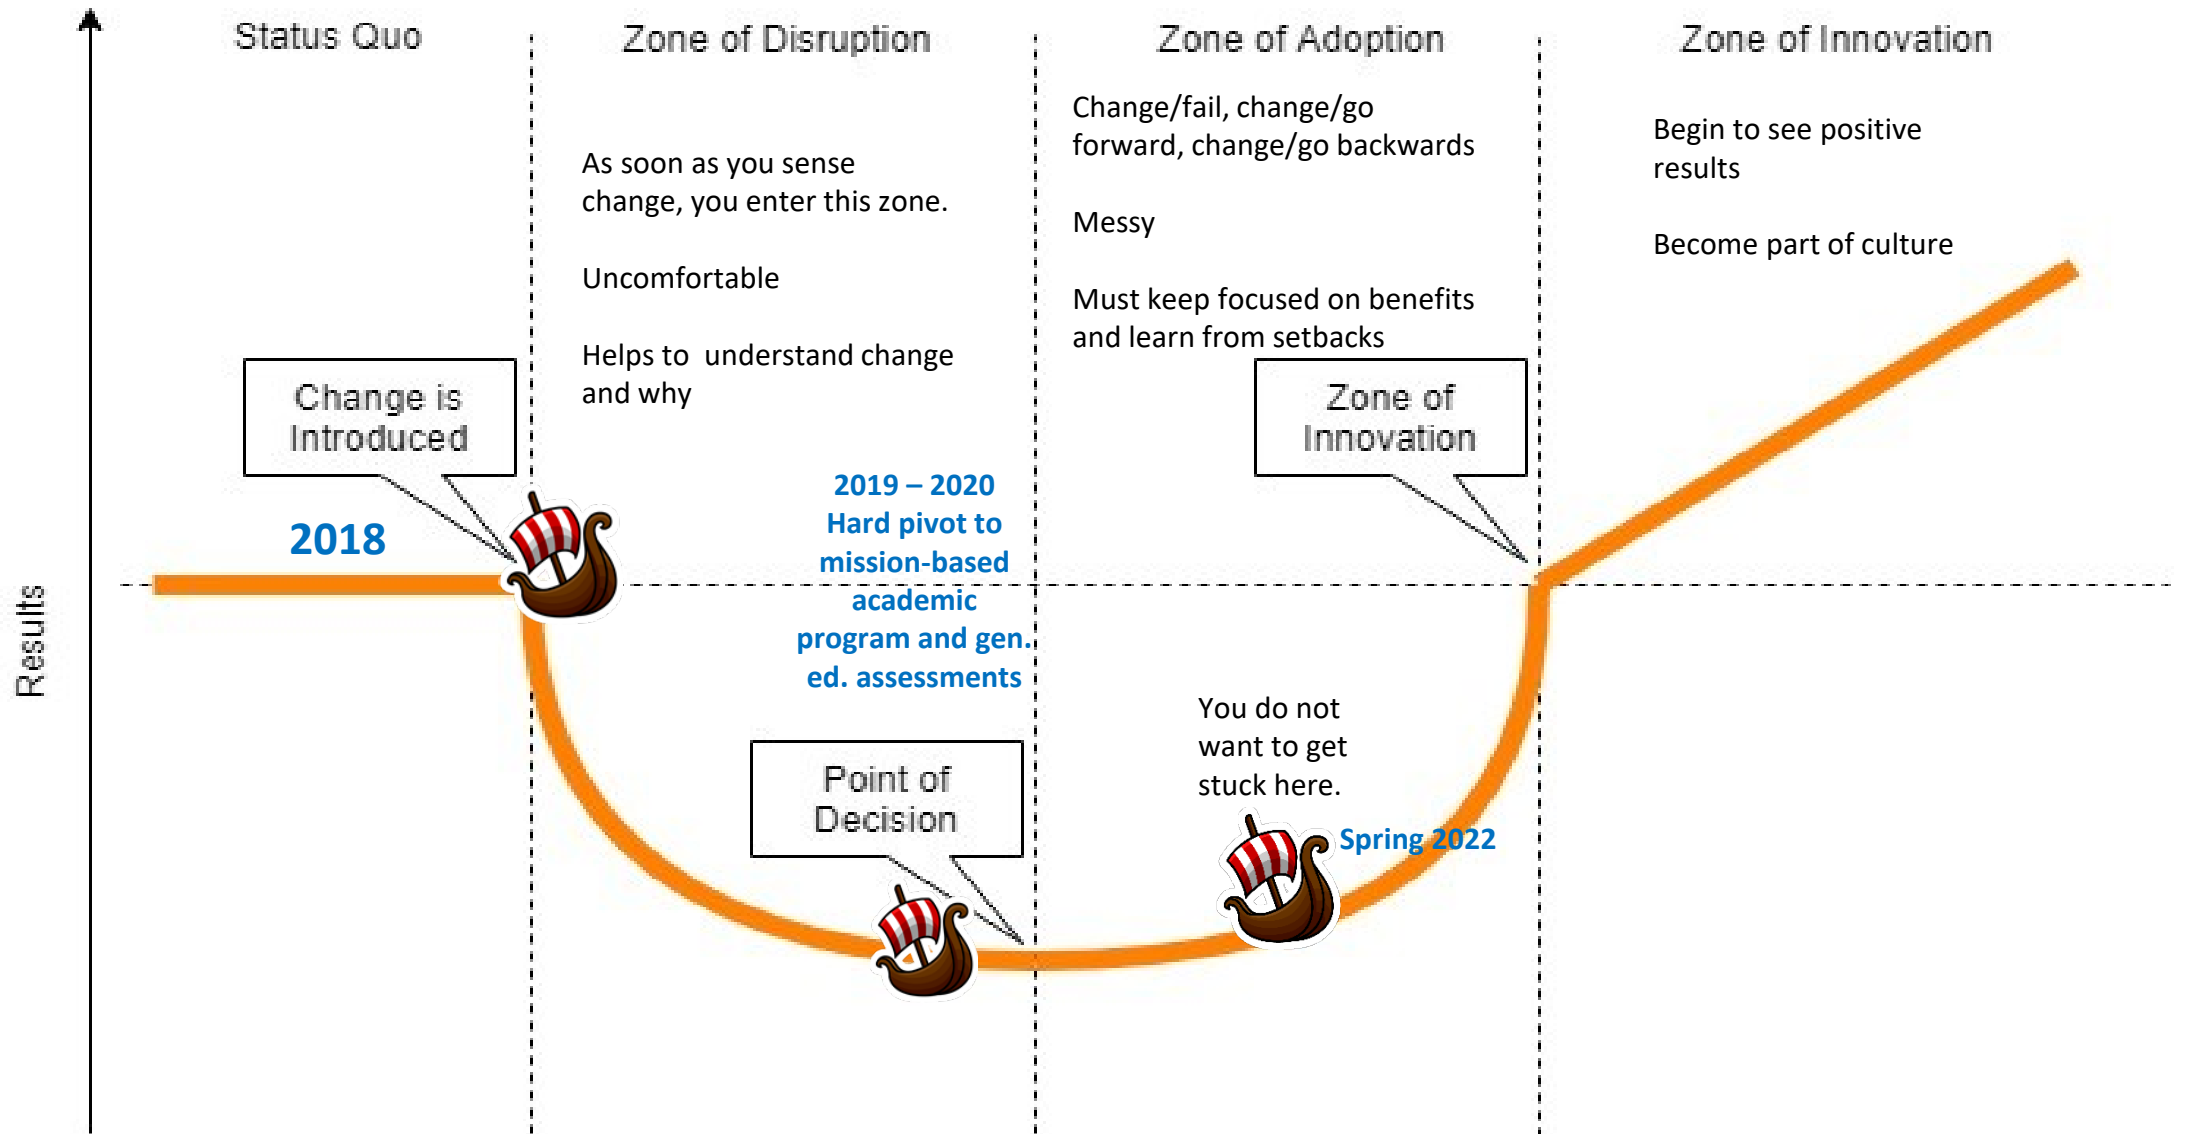 Status Quo
Zone of Disruption
Zone of Adoption
Zone of Innovation
As soon as you sense
change, you enter this zone.
Uncomfortable
Helps to  understand change
and why
Change/fail, change/go
forward, change/go backwards
Messy
Must keep focused on benefits
and learn from setbacks
Begin to see positive
results
Become part of culture
Change is
Introduced
Zone of
Innovation
2018
2019 – 2020
Hard pivot to
mission-based
academic
program and gen.
ed. assessments
Results
Point of
Decision
You do not
want to get
stuck here.
Spring 2022